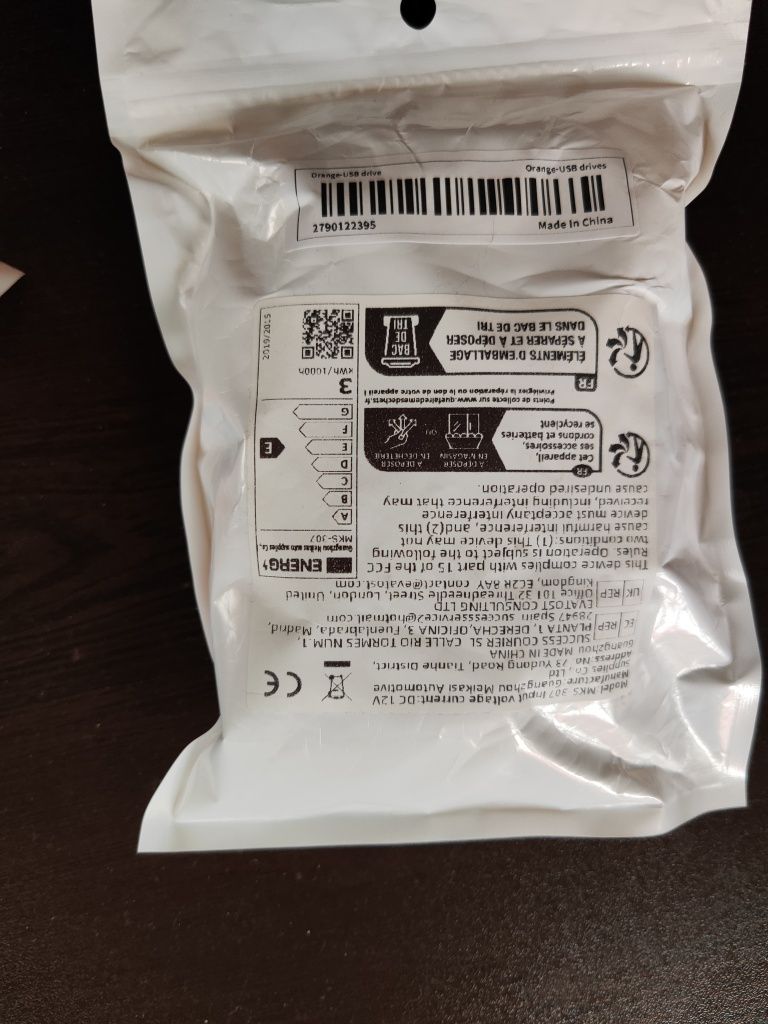 Orange-USB drive
Orange-USB drives
2790122395
Made In China
Model MKS-307 Input voltage current:DC 12V
Manufacture:Guangzhou Meikasi Automotive
Supplies Co., Ltd
Address:No. 73 Yudong Road, Tianhe District,
Guangzhou MADE IN CHINA
CE
EC REP
SUCCESS COURIER SL CALLE RIO TORMES NUM.1,
PLANTA 1, DERECHA,OFICINA 3, Fuenlabrada, Madrid,
28947 Spain successservice2@hotmail.com
UK REP
EVATOST CONSULTING LTD
Office 101 32 Threadneedle Street, London, United
Kingdom, EC2R 8AY contact@evatost.com
This device complies with part 15 of the FCC
Rules. Operation is subject to the following
two conditions: (1) This device may not
cause harmful interference, and (2) this
device must accept any interference
received, including interference that may
cause undesired operation.
ENERG
Guangzhou Meikasi auto supplies Co.,
MKS-307
A
B
C
D
E
F
G
E
3
kWh/1000h
2019/2015
FR
Cet appareil,
ses accessoires,
cordons et batteries
se recyclent
À DÉPOSER
EN MAGASIN
OU
À DÉPOSER
EN DÉCHÈTERIE
Points de collecte sur www.quefairedemesdechets.fr
Privilégiez la réparation ou le don de votre appareil !
FR
ÉLÉMENTS D'EMBALLAGE
À SÉPARER ET À DÉPOSER
DANS LE BAC DE TRI
BAC
DE
TRI